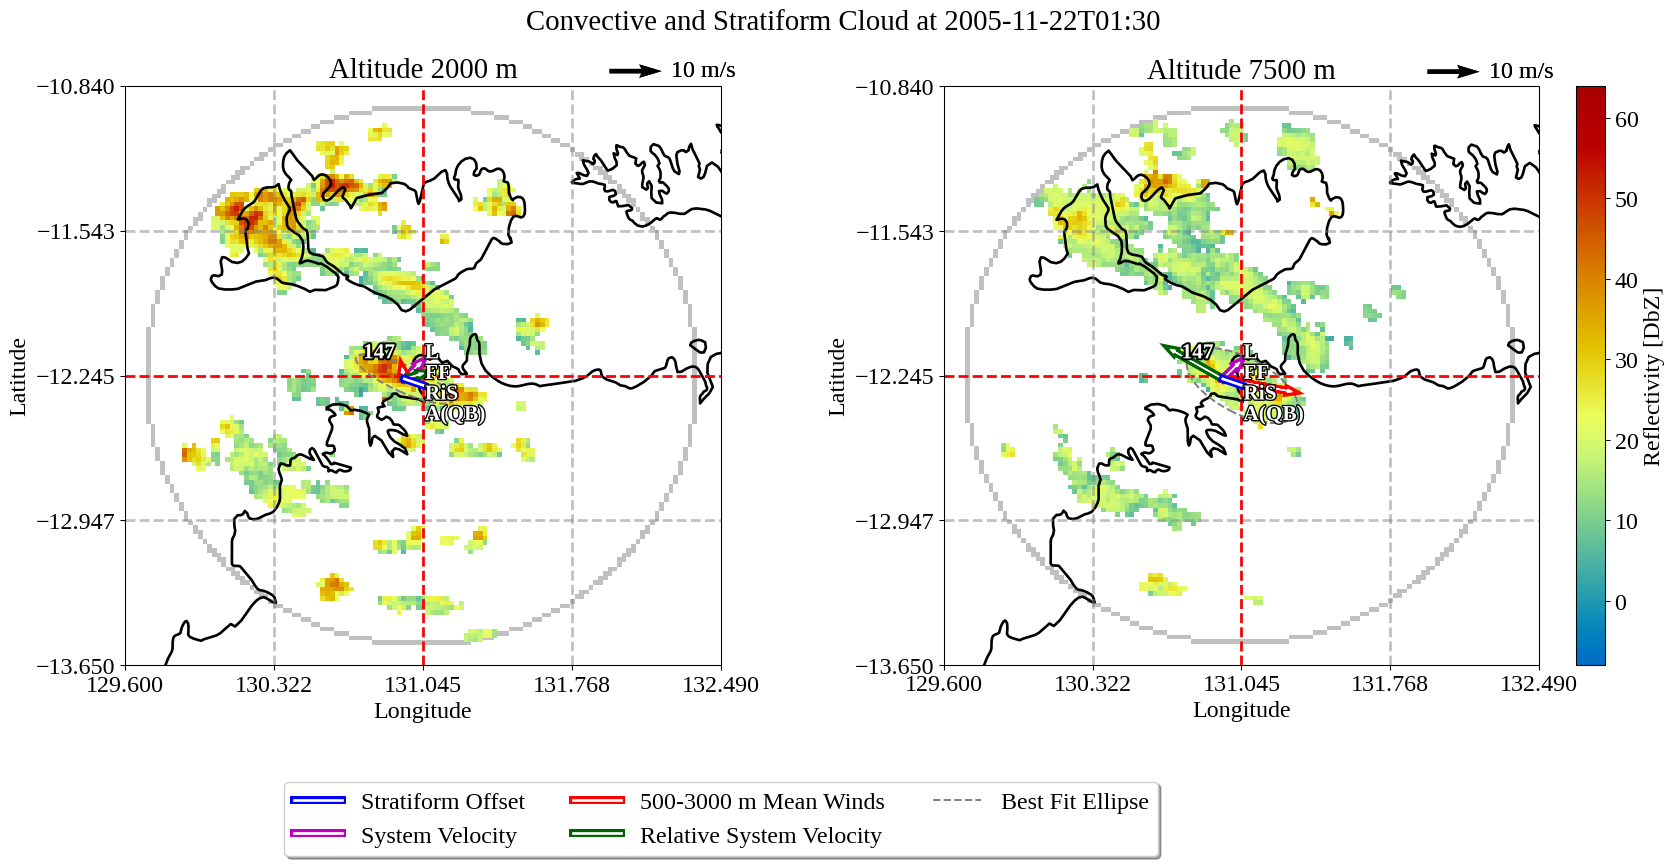 Convective and Stratiform Cloud at 2005-11-22T01:30
Altitude 2000 m
10 m/s
−10.840
−11.543
−12.245
−12.947
−13.650
Latitude
129.600
130.322
131.045
131.768
132.490
Longitude
147
L
FF
RiS
A(QB)
Altitude 7500 m
10 m/s
−10.840
−11.543
−12.245
−12.947
−13.650
Latitude
129.600
130.322
131.045
131.768
132.490
Longitude
147
L
FF
RiS
A(QB)
60
50
40
30
20
10
0
Reflectivity [DbZ]
Stratiform Offset
System Velocity
500-3000 m Mean Winds
Relative System Velocity
Best Fit Ellipse